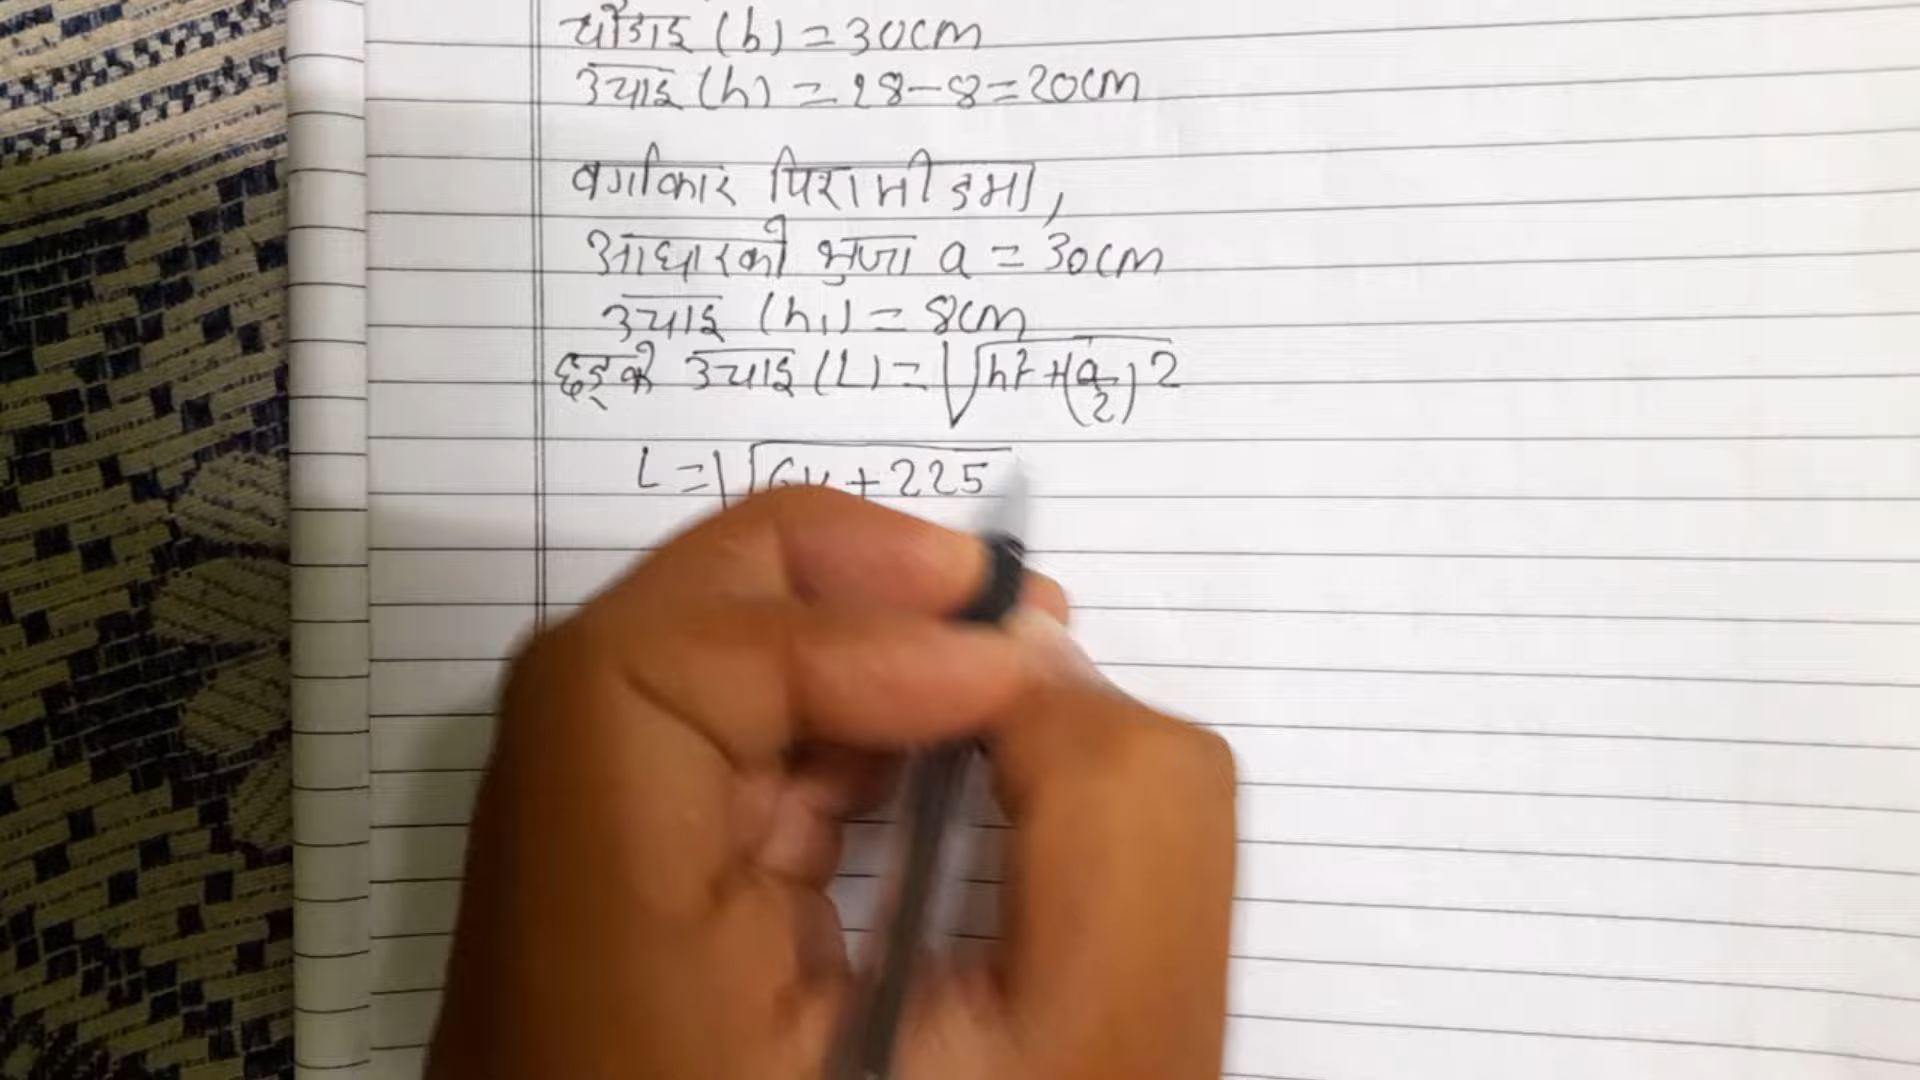 चौडाइ (b) = 30cm
उचाइ (h) = 28-8=20cm
वर्गाकार पिरामीडमा,
आधारको भुजा a = 30cm
उचाइ (h₁) = 8cm
छड्के उचाइ (L) = √h²+(a/2)2
L = √64+225